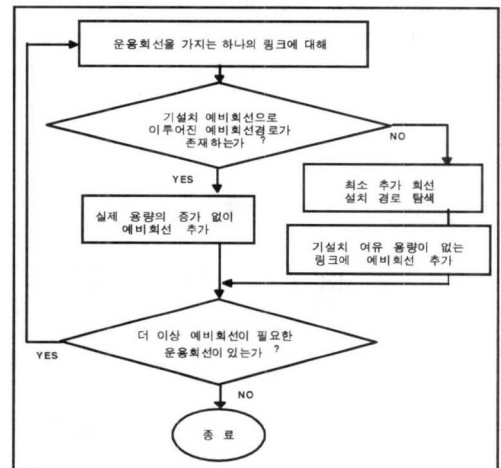 운용회선을 가지는 하나의 링크에 대해
기설치 예비회선으로
이루어진 예비회선경로가
존재하는가 ?
NO
YES
최소 추가 회선
설치 경로 탐색
실제 용량의 증가 없이
예비회선 추가
기설치 여유 용량이 없는
링크에 예비회선 추가
더 이상 예비회선이 필요한
운용회선이 있는가 ?
YES
NO
종 료